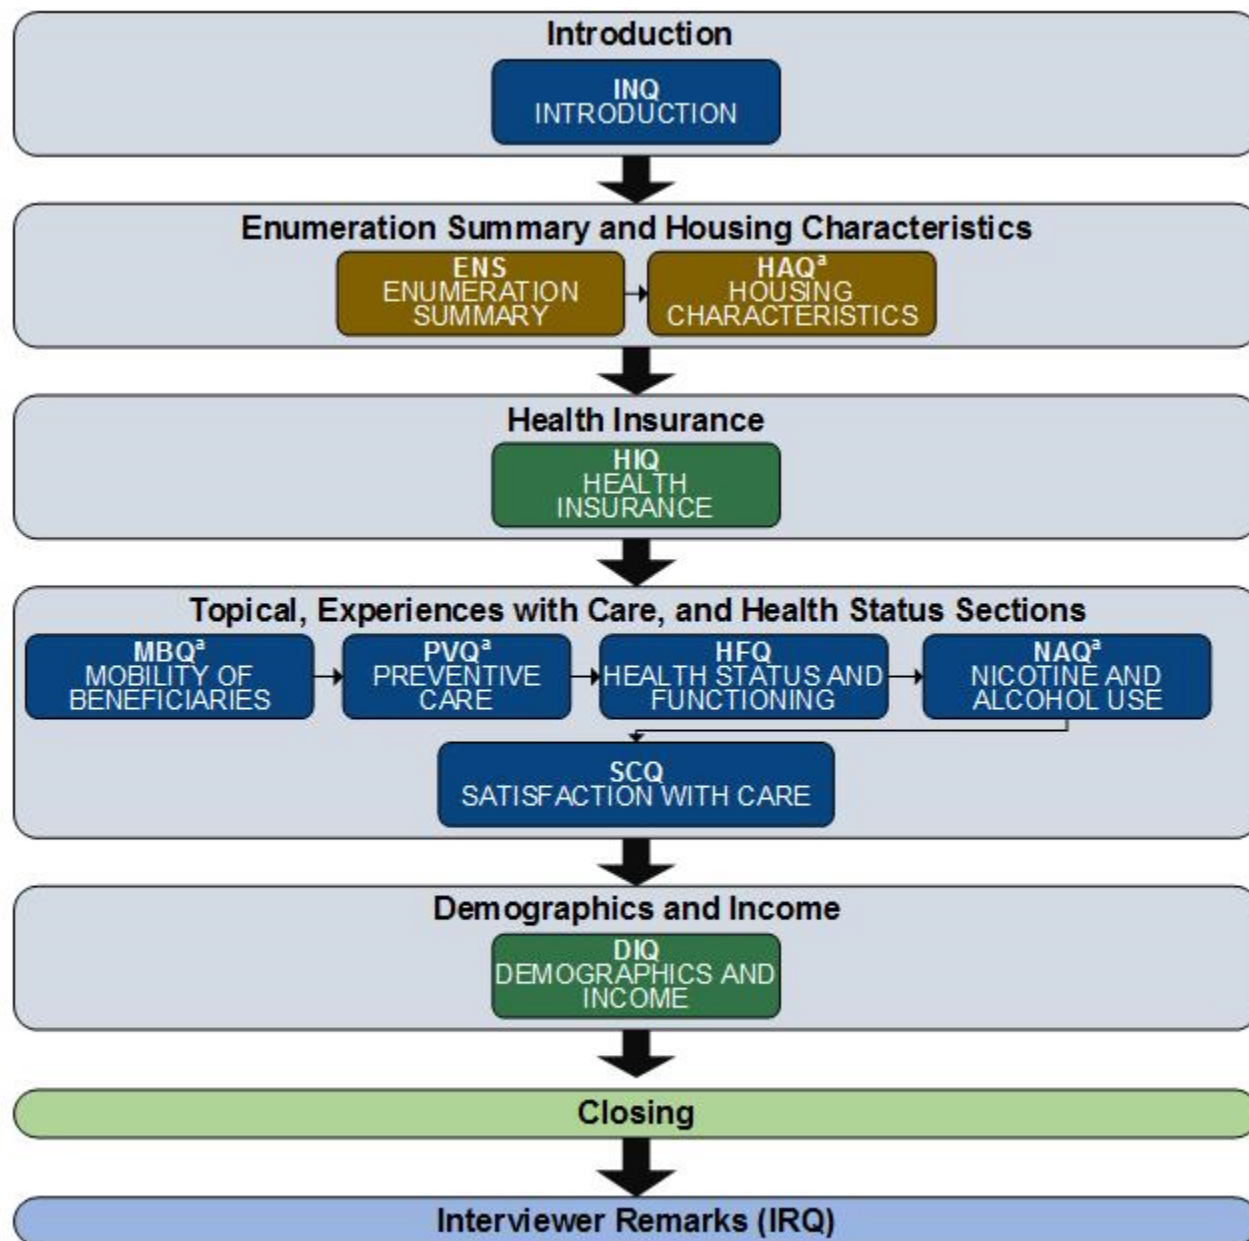 Introduction
INQ
INTRODUCTION
Enumeration Summary and Housing Characteristics
ENS
ENUMERATION
SUMMARY
HAQᵃ
HOUSING
CHARACTERISTICS
Health Insurance
HIQ
HEALTH
INSURANCE
Topical, Experiences with Care, and Health Status Sections
MBQᵃ
MOBILITY OF
BENEFICIARIES
PVQᵃ
PREVENTIVE
CARE
HFQ
HEALTH STATUS AND
FUNCTIONING
NAQᵃ
NICOTINE AND
ALCOHOL USE
SCQ
SATISFACTION WITH CARE
Demographics and Income
DIQ
DEMOGRAPHICS AND
INCOME
Closing
Interviewer Remarks (IRQ)